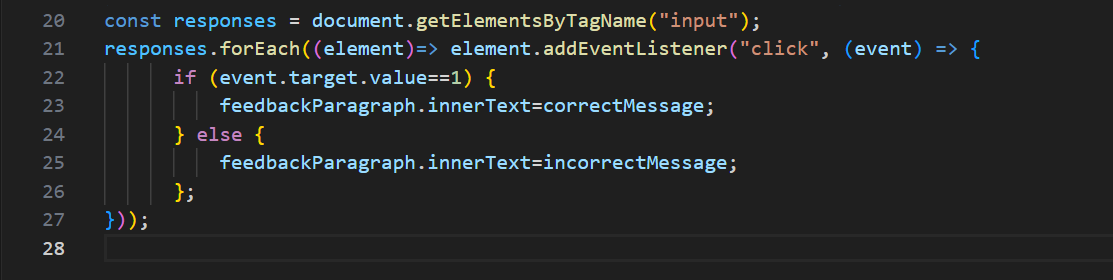 20 const responses = document.getElementsByTagName("input");
21 responses.forEach((element)=> element.addEventListener("click", (event) => {
22 if (event.target.value==1) {
23 feedbackParagraph.innerText=correctMessage;
24 } else {
25 feedbackParagraph.innerText=incorrectMessage;
26 };
27 }));
28